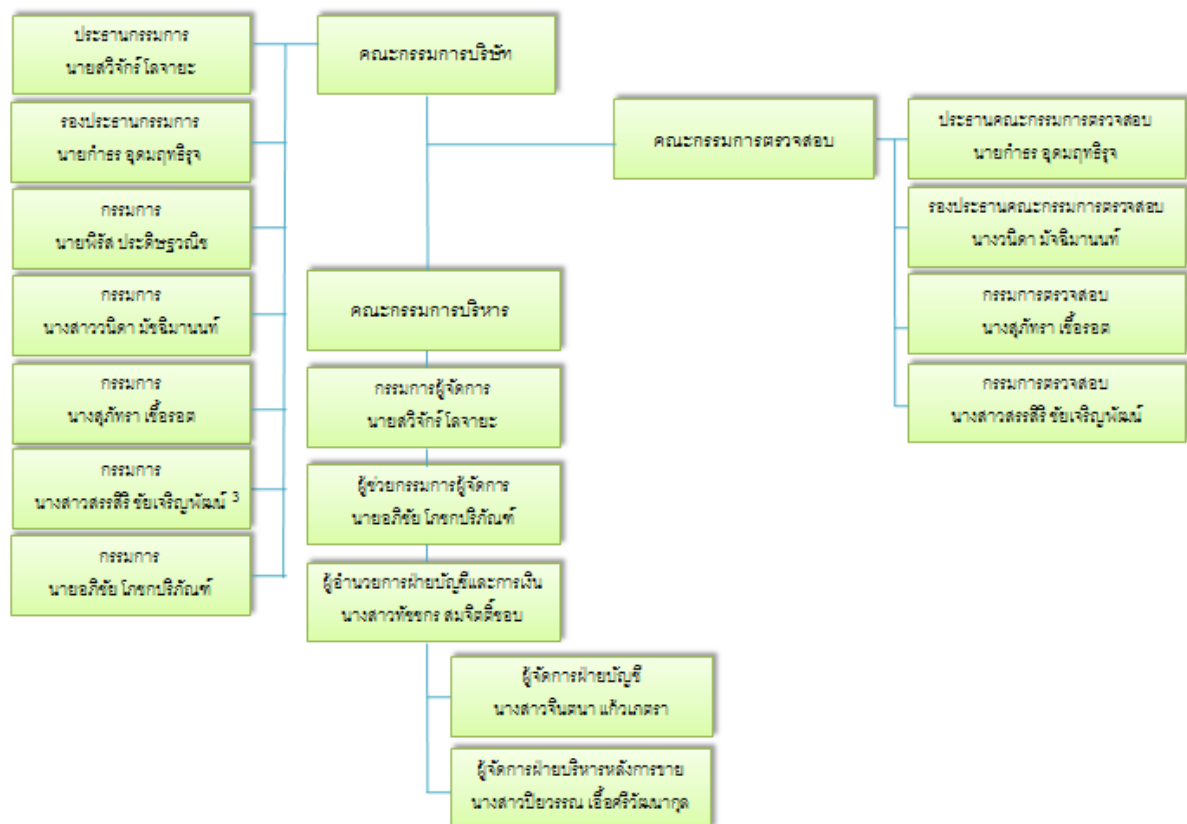 คณะกรรมการบริษัท
ประธานกรรมการ
นายสวิจักร์ โลจายะ
รองประธานกรรมการ
นายกำธร อุดมฤทธิรุจ
กรรมการ
นายพิรัส ประดิษฐวณิช
กรรมการ
นางสาววนิดา มัชฉิมานนท์
กรรมการ
นางสุภัทรา เชื้อรอต
กรรมการ
นางสาวสรรสิริ ชัยเจริญพัฒน์ 3
กรรมการ
นายอภิชัย โภชกปริภัณฑ์
คณะกรรมการตรวจสอบ
ประธานคณะกรรมการตรวจสอบ
นายกำธร อุดมฤทธิรุจ
รองประธานคณะกรรมการตรวจสอบ
นางวนิดา มัจฉิมานนท์
กรรมการตรวจสอบ
นางสุภัทรา เชื้อรอต
กรรมการตรวจสอบ
นางสาวสรรสิริ ชัยเจริญพัฒน์
คณะกรรมการบริหาร
กรรมการผู้จัดการ
นายสวิจักร์ โลจายะ
ผู้ช่วยกรรมการผู้จัดการ
นายอภิชัย โภชกปริภัณฑ์
ผู้อำนวยการฝ่ายบัญชีและการเงิน
นางสาวทัชชกร สมจิตต์ชอบ
ผู้จัดการฝ่ายบัญชี
นางสาวจินตนา แก้วเภตรา
ผู้จัดการฝ่ายบริหารหลังการขาย
นางสาวปิยวรรณ เอื้อศรีวัฒนากุล